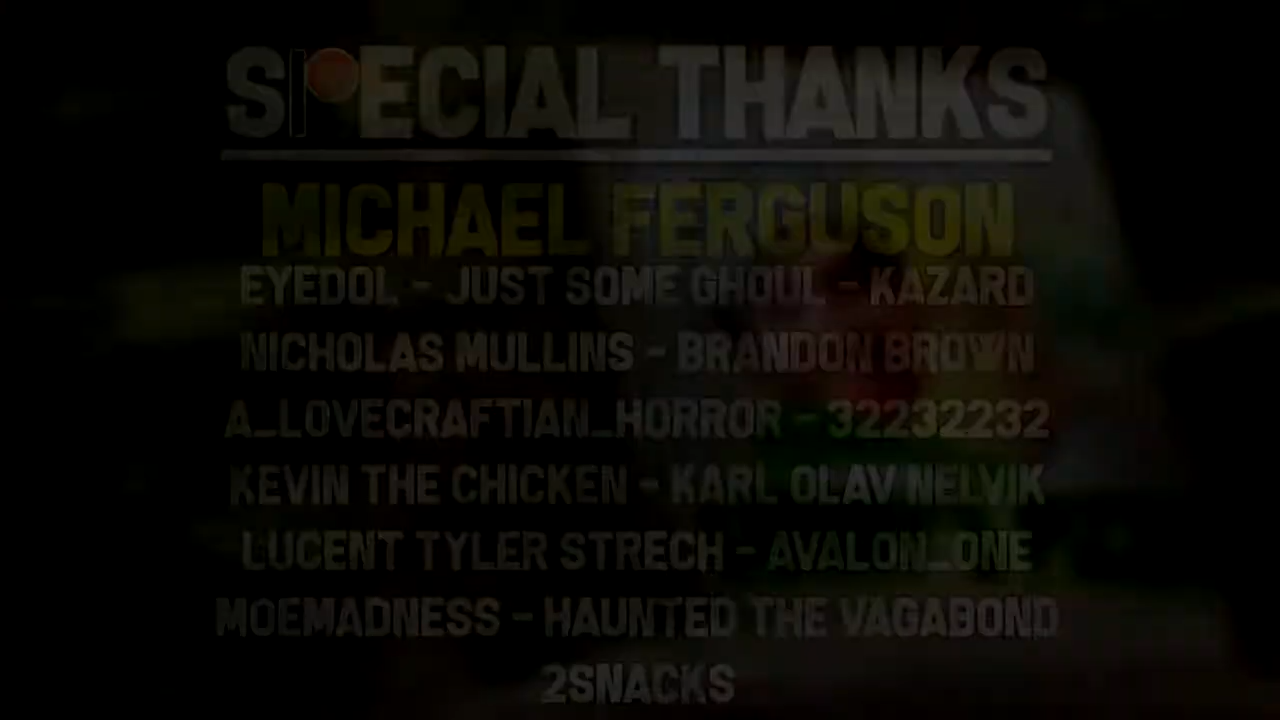 SPECIAL THANKS
MICHAEL FERGUSON
EYEDOL - JUST SOME GHOUL - KAZARD
NICHOLAS MULLINS - BRANDON BROWN
A_LOVECRAFTIAN_HORROR - 32232232
KEVIN THE CHICKEN - KARL OLAV NELVIK
LUCENT TYLER STRECH - AVALON_ONE
MOEMADNESS - HAUNTED THE VAGABOND
2SNACKS